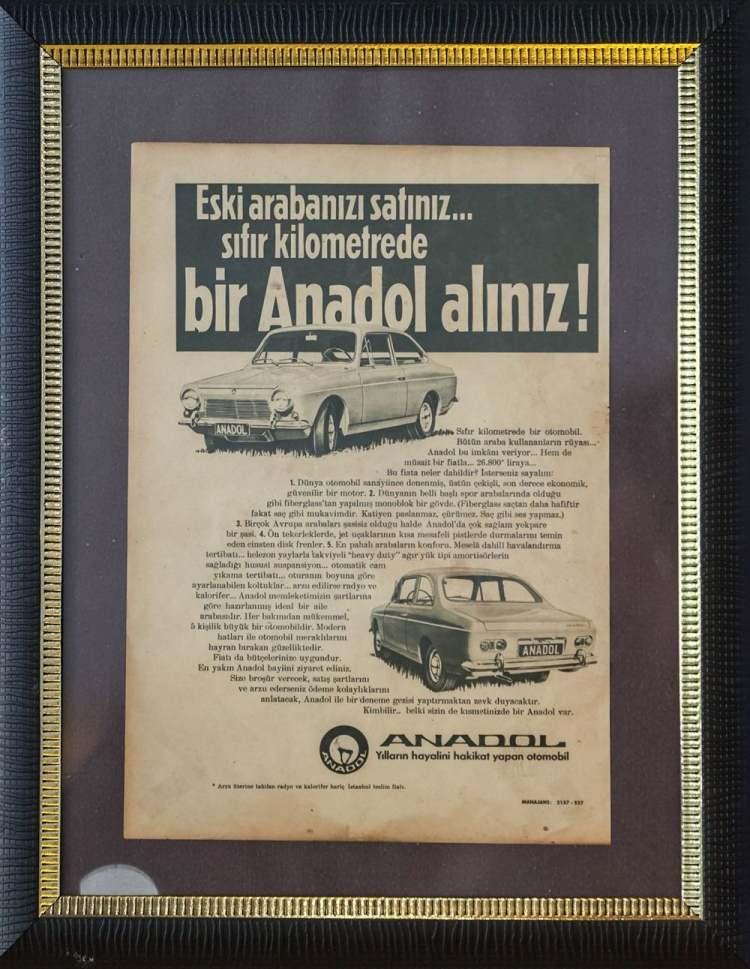 Eski arabanızı satınız...
sıfır kilometrede
bir Anadol alınız!
ANADOL
Sıfır kilometrede bir otomobil.
Bütün araba kullananların rüyası...
Anadol bu imkânı veriyor... Hem de
müsait bir fiatla... 26.800* liraya...
Bu fiata neler dahildir? İsterseniz sayalım:
1. Dünya otomobil sanayiince denenmiş, üstün çekişli, son derece ekonomik,
güvenilir bir motor. 2. Dünyanın belli başlı spor arabalarında olduğu
gibi fiberglass'tan yapılmış monoblok bir gövde. (Fiberglass saçtan daha hafiftir
fakat saç gibi mukavimdir. Katiyen paslanmaz, çürümez. Saç gibi ses yapmaz.)
3. Birçok Avrupa arabaları şasisiz olduğu halde Anadol'da çok sağlam yekpare
bir şasi. 4. Ön tekerleklerde, jet uçaklarının kısa mesafeli pistlerde durmalarını temin
eden cinsten disk frenler. 5. En pahalı arabaların konforu. Meselâ dahilî havalandırma
tertibatı... helezon yaylarla takviyeli "heavy duty" ağır yük tipi amortisörlerin
sağladığı hususî suspansiyon... otomatik cam
yıkama tertibatı... oturanın boyuna göre
ayarlanabilen koltuklar... arzu edilirse radyo ve
kalorifer... Anadol memleketimizin şartlarına
göre hazırlanmış ideal bir aile
arabasıdır. Her bakımdan mükemmel,
5 kişilik büyük bir otomobildir. Modern
hatları ile otomobil meraklılarını
hayran bırakan güzelliktedir.
Fiatı da bütçelerinize uygundur.
En yakın Anadol bayiini ziyaret ediniz.
Size broşür verecek, satış şartlarını
ve arzu ederseniz ödeme kolaylıklarını
anlatacak, Anadol ile bir deneme gezisi yaptırmaktan zevk duyacaktır.
Kimbilir... belki sizin de kısmetinizde bir Anadol var.
ANADOL
ANADOL
ANADOL
Yılların hayalini hakikat yapan otomobil
* Arzu üzerine takılan radyo ve kalorifer hariç İstanbul teslim fiatı.
MANAJANS: 3157 - 557